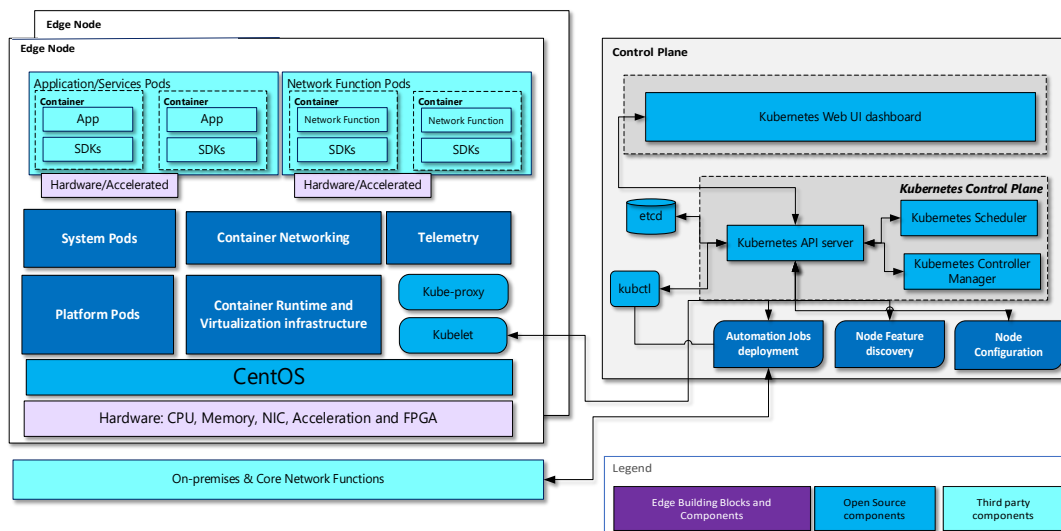 Edge Node
Edge Node
Application/Services Pods
Container
App
SDKs
Container
App
SDKs
Hardware/Accelerated
Network Function Pods
Container
Network Function
SDKs
Container
Network Function
SDKs
Hardware/Accelerated
System Pods
Container Networking
Telemetry
Platform Pods
Container Runtime and
Virtualization infrastructure
Kube-proxy
Kubelet
CentOS
Hardware: CPU, Memory, NIC, Acceleration and FPGA
On-premises & Core Network Functions
Control Plane
Kubernetes Web UI dashboard
Kubernetes Control Plane
etcd
Kubernetes API server
Kubernetes Scheduler
Kubernetes Controller
Manager
kubctl
Automation Jobs
deployment
Node Feature
discovery
Node
Configuration
Legend
Edge Building Blocks and
Components
Open Source
components
Third party
components